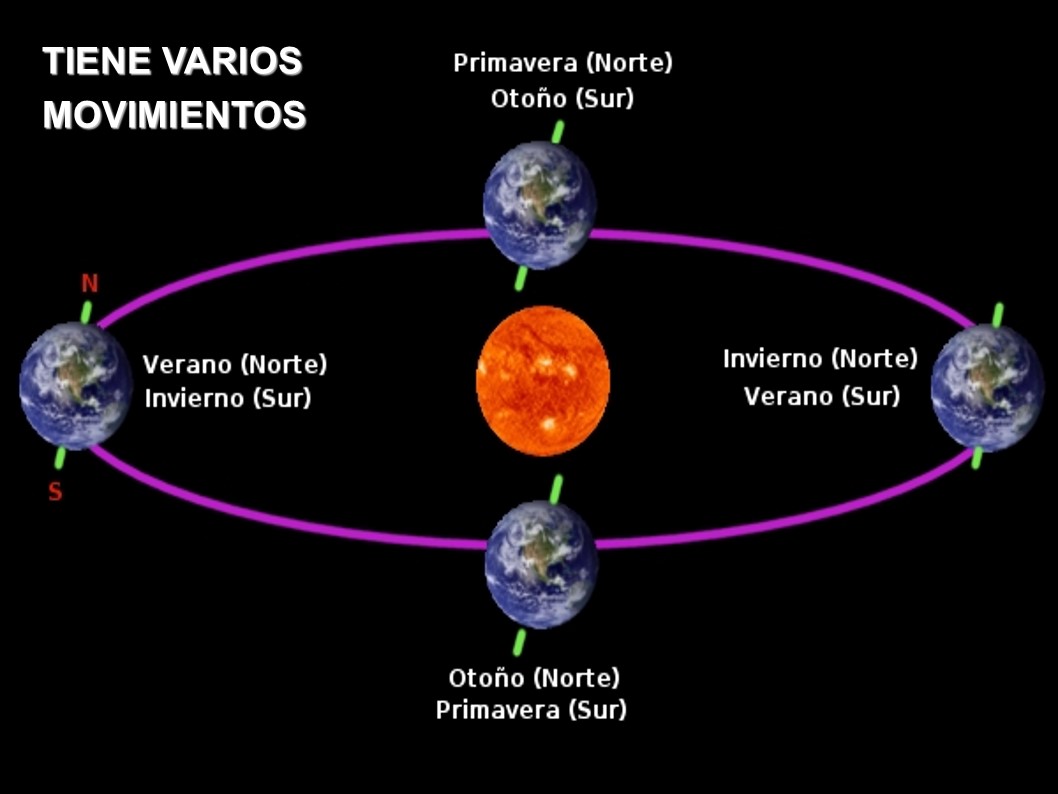 TIENE VARIOS
MOVIMIENTOS
Primavera (Norte)
Otoño (Sur)
N
Verano (Norte)
Invierno (Sur)
S
Invierno (Norte)
Verano (Sur)
Otoño (Norte)
Primavera (Sur)